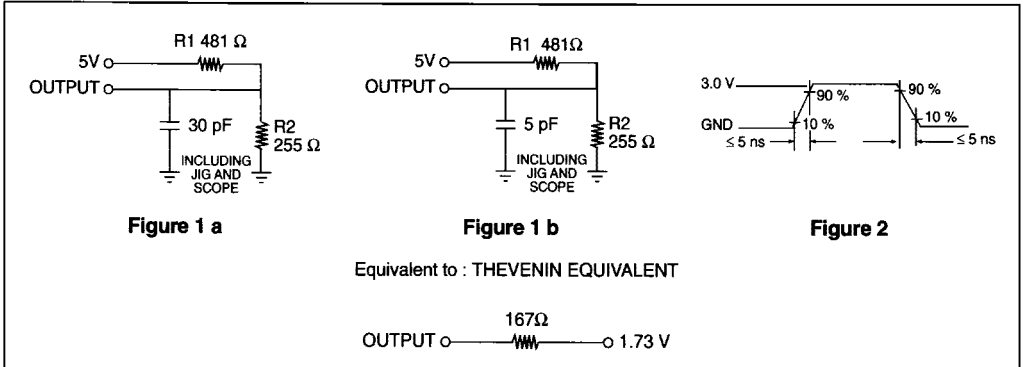 R1 481 Ω
5V
OUTPUT
30 pF
R2
255 Ω
INCLUDING
JIG AND
SCOPE
Figure 1 a
R1 481Ω
5V
OUTPUT
5 pF
R2
255 Ω
INCLUDING
JIG AND
SCOPE
Figure 1 b
3.0 V
90 %
90 %
GND
10 %
10 %
≤ 5 ns
≤ 5 ns
Figure 2
Equivalent to : THEVENIN EQUIVALENT
167Ω
OUTPUT
1.73 V